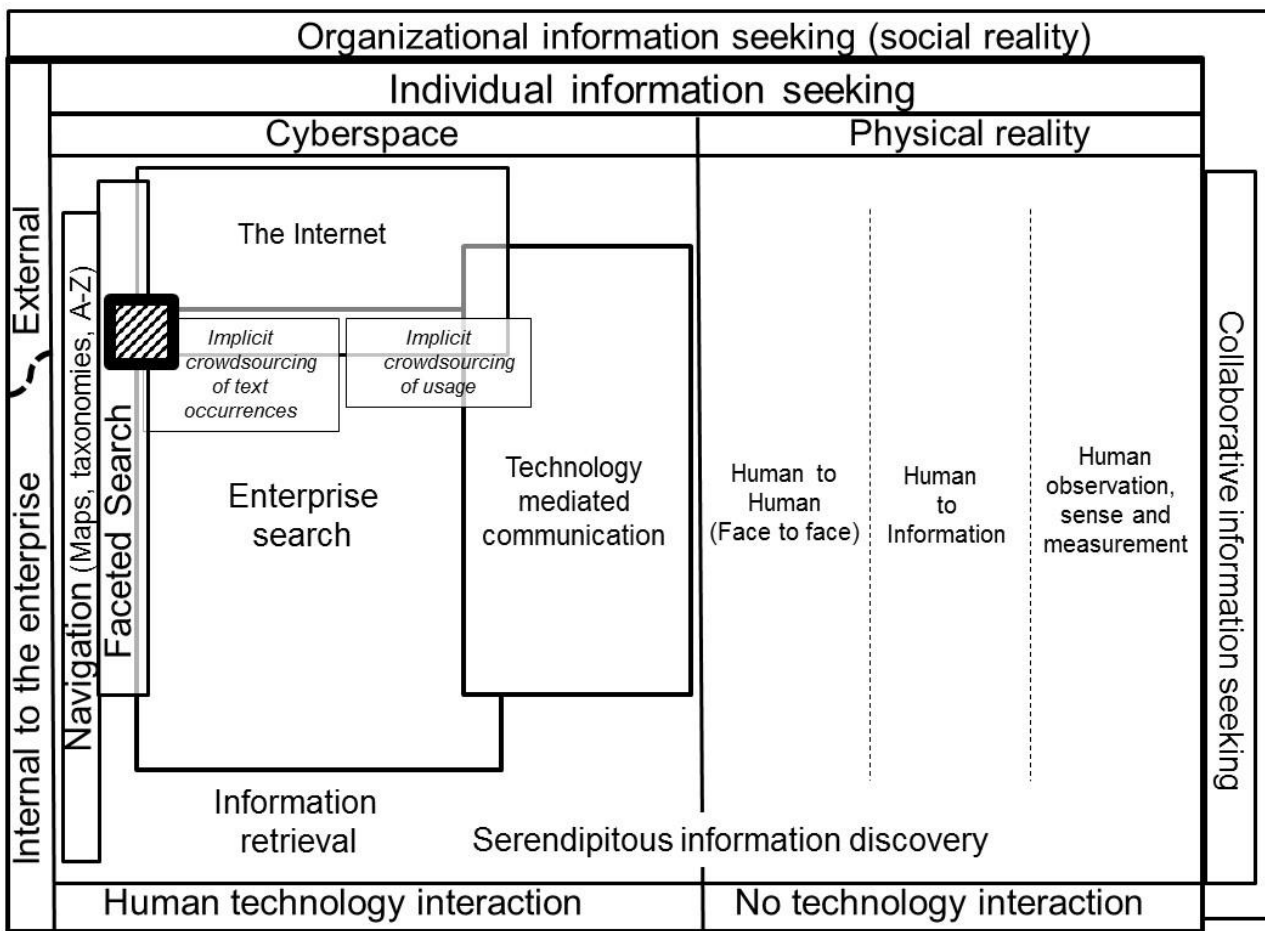 Organizational information seeking (social reality)
Individual information seeking
Cyberspace
Physical reality
External
Internal to the enterprise
Navigation (Maps, taxonomies, A-Z)
Faceted Search
The Internet
Implicit
crowdsourcing
of text
occurrences
Implicit
crowdsourcing
of usage
Enterprise
search
Technology
mediated
communication
Human to
Human
(Face to face)
Human
to
Information
Human
observation,
sense and
measurement
Collaborative information seeking
Information
retrieval
Serendipitous information discovery
Human technology interaction
No technology interaction